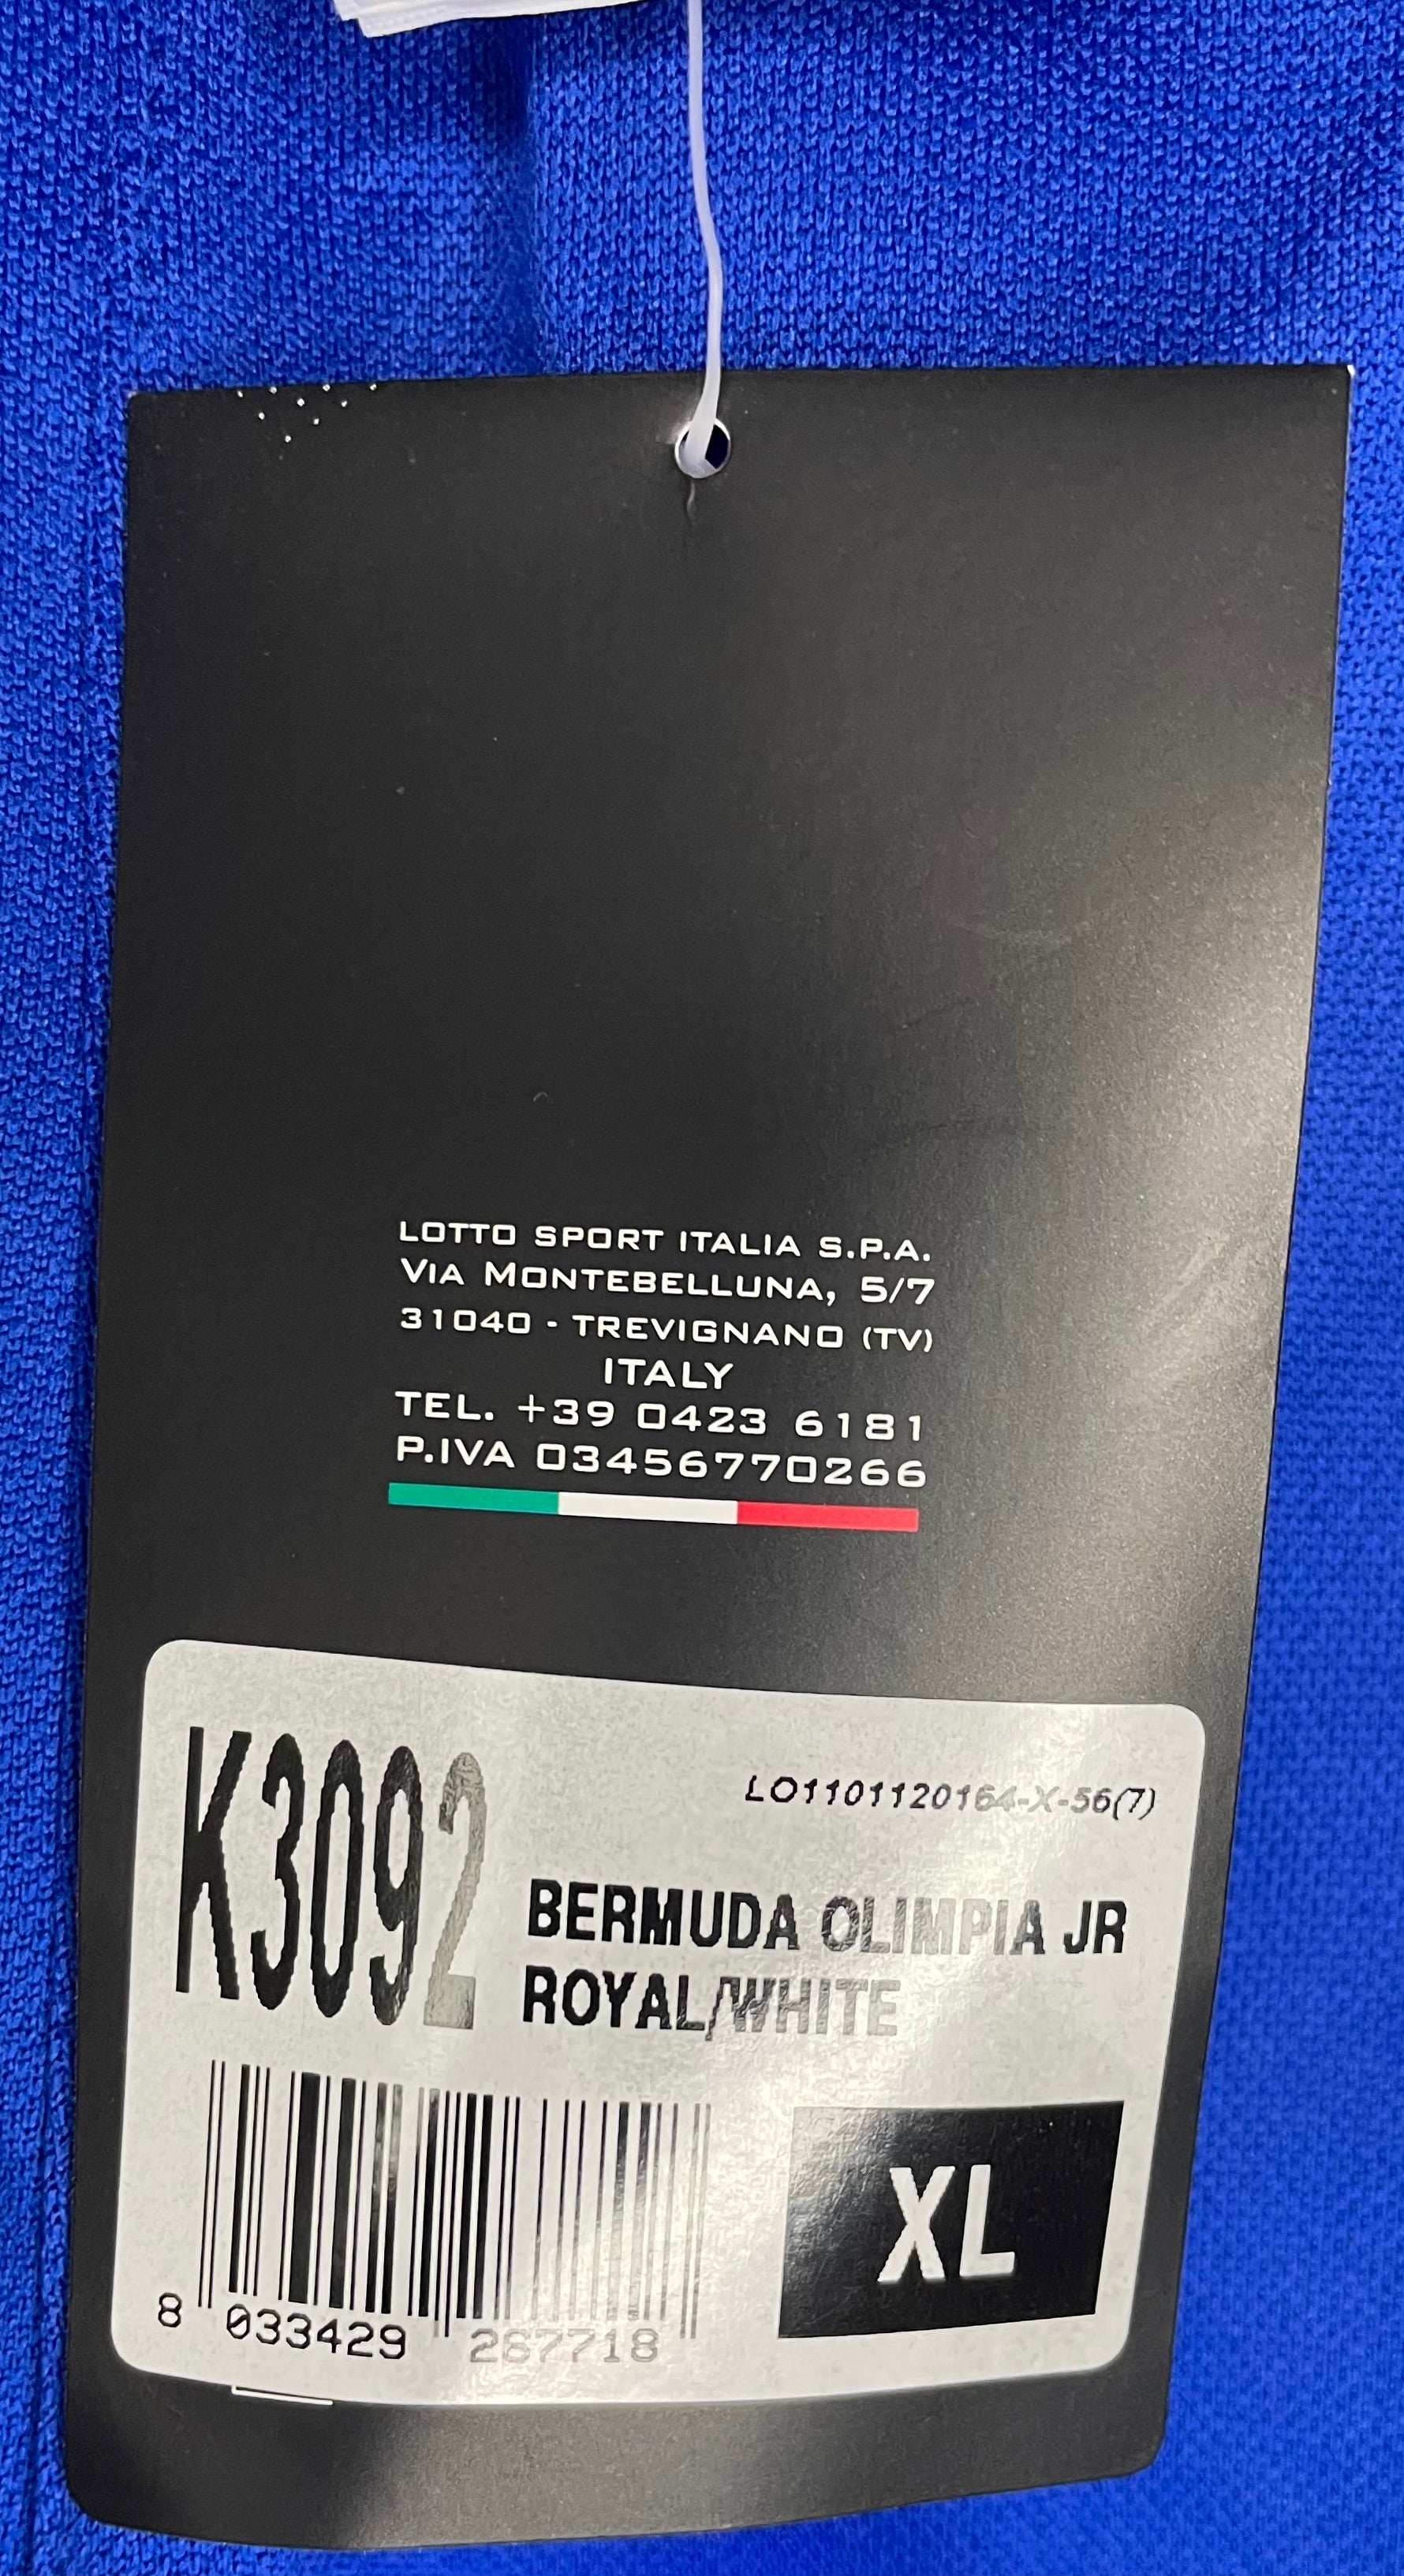 LOTTO SPORT ITALIA S.P.A.
VIA MONTEBELLUNA, 5/7
31040 - TREVIGNANO (TV)
ITALY
TEL. +39 0423 6181
P.IVA 03456770266
K3092
LO1101120164-X-56(7)
BERMUDA OLIMPIA JR
ROYAL/WHITE
XL
8 033429 267718